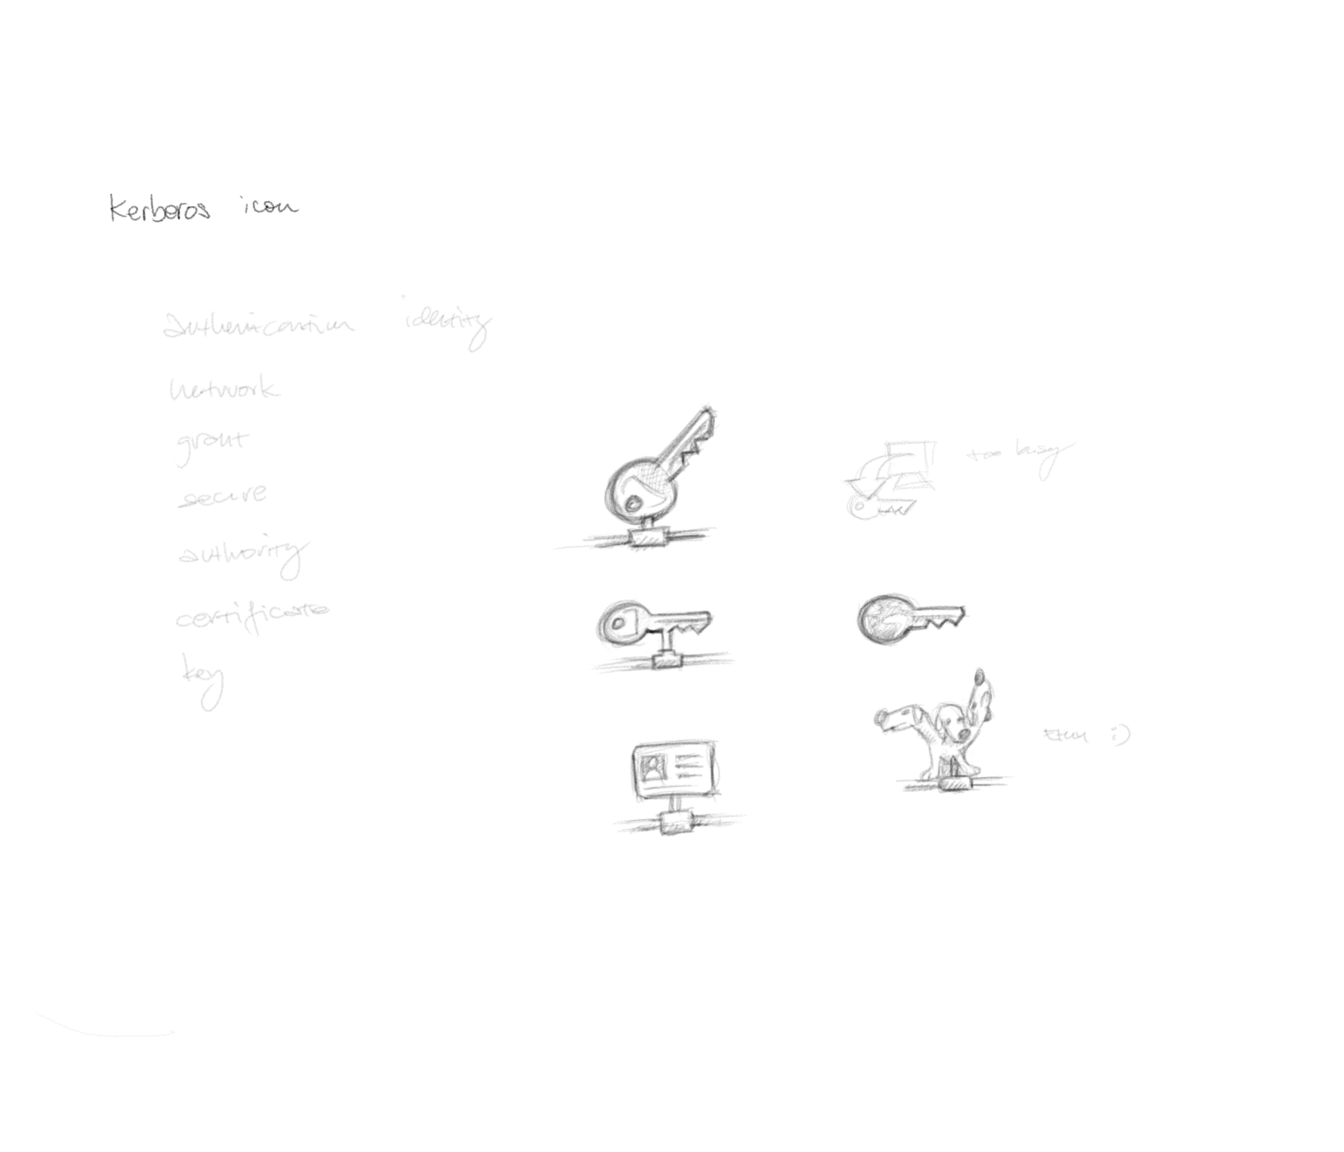 Kerberos icon
authentication identity
network
grant
secure
authority
certificate
key
too busy
:)